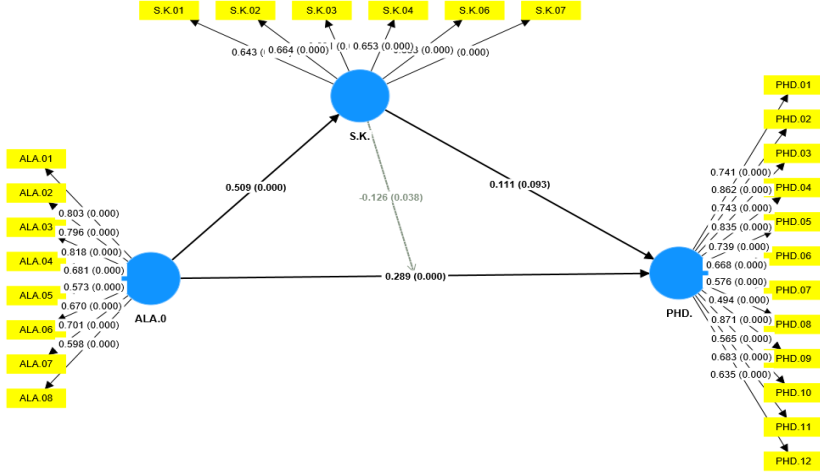 S.K.01
S.K.02
S.K.03
S.K.04
S.K.06
S.K.07
0.643
0.664 (0.000)
0.653 (0.000)
(0.000)
(0.000)
S.K.
ALA.01
ALA.02
ALA.03
ALA.04
ALA.05
ALA.06
ALA.07
ALA.08
0.803 (0.000)
0.796 (0.000)
0.818 (0.000)
0.681 (0.000)
0.573 (0.000)
0.670 (0.000)
0.701 (0.000)
0.598 (0.000)
ALA.0
0.509 (0.000)
-0.126 (0.038)
0.111 (0.093)
0.289 (0.000)
PHD.
0.741 (0.000)
0.862 (0.000)
0.743 (0.000)
0.835 (0.000)
0.739 (0.000)
0.668 (0.000)
0.576 (0.000)
0.494 (0.000)
0.871 (0.000)
0.565 (0.000)
0.683 (0.000)
0.635 (0.000)
PHD.01
PHD.02
PHD.03
PHD.04
PHD.05
PHD.06
PHD.07
PHD.08
PHD.09
PHD.10
PHD.11
PHD.12